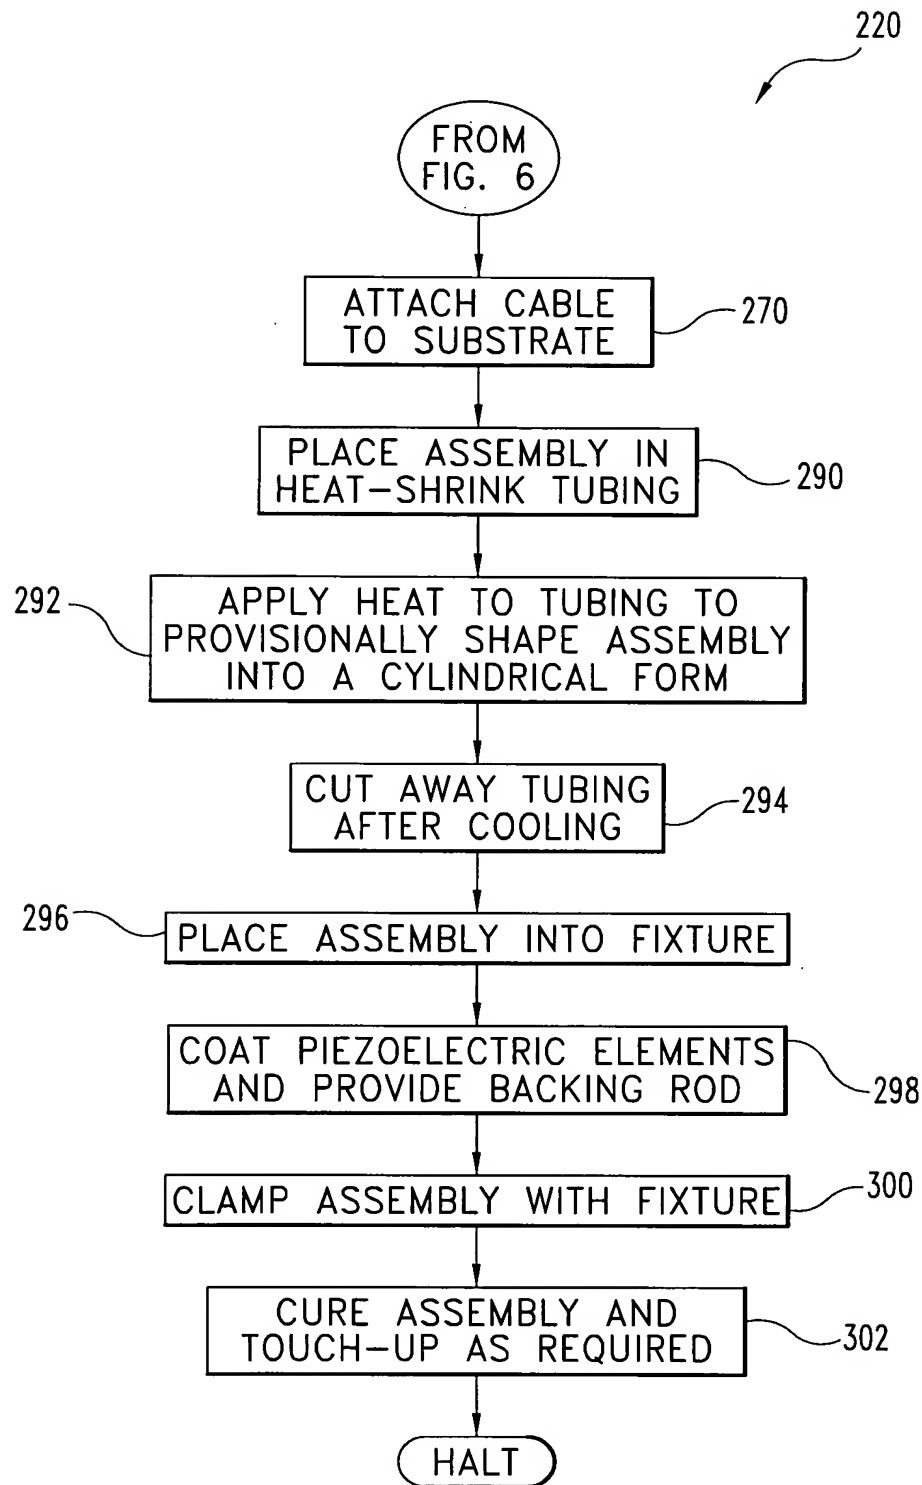 220
FROM
FIG. 6
ATTACH CABLE
TO SUBSTRATE
270
PLACE ASSEMBLY IN
HEAT-SHRINK TUBING
290
292
APPLY HEAT TO TUBING TO
PROVISIONALLY SHAPE ASSEMBLY
INTO A CYLINDRICAL FORM
CUT AWAY TUBING
AFTER COOLING
294
296
PLACE ASSEMBLY INTO FIXTURE
COAT PIEZOELECTRIC ELEMENTS
AND PROVIDE BACKING ROD
298
CLAMP ASSEMBLY WITH FIXTURE
300
CURE ASSEMBLY AND
TOUCH-UP AS REQUIRED
302
HALT